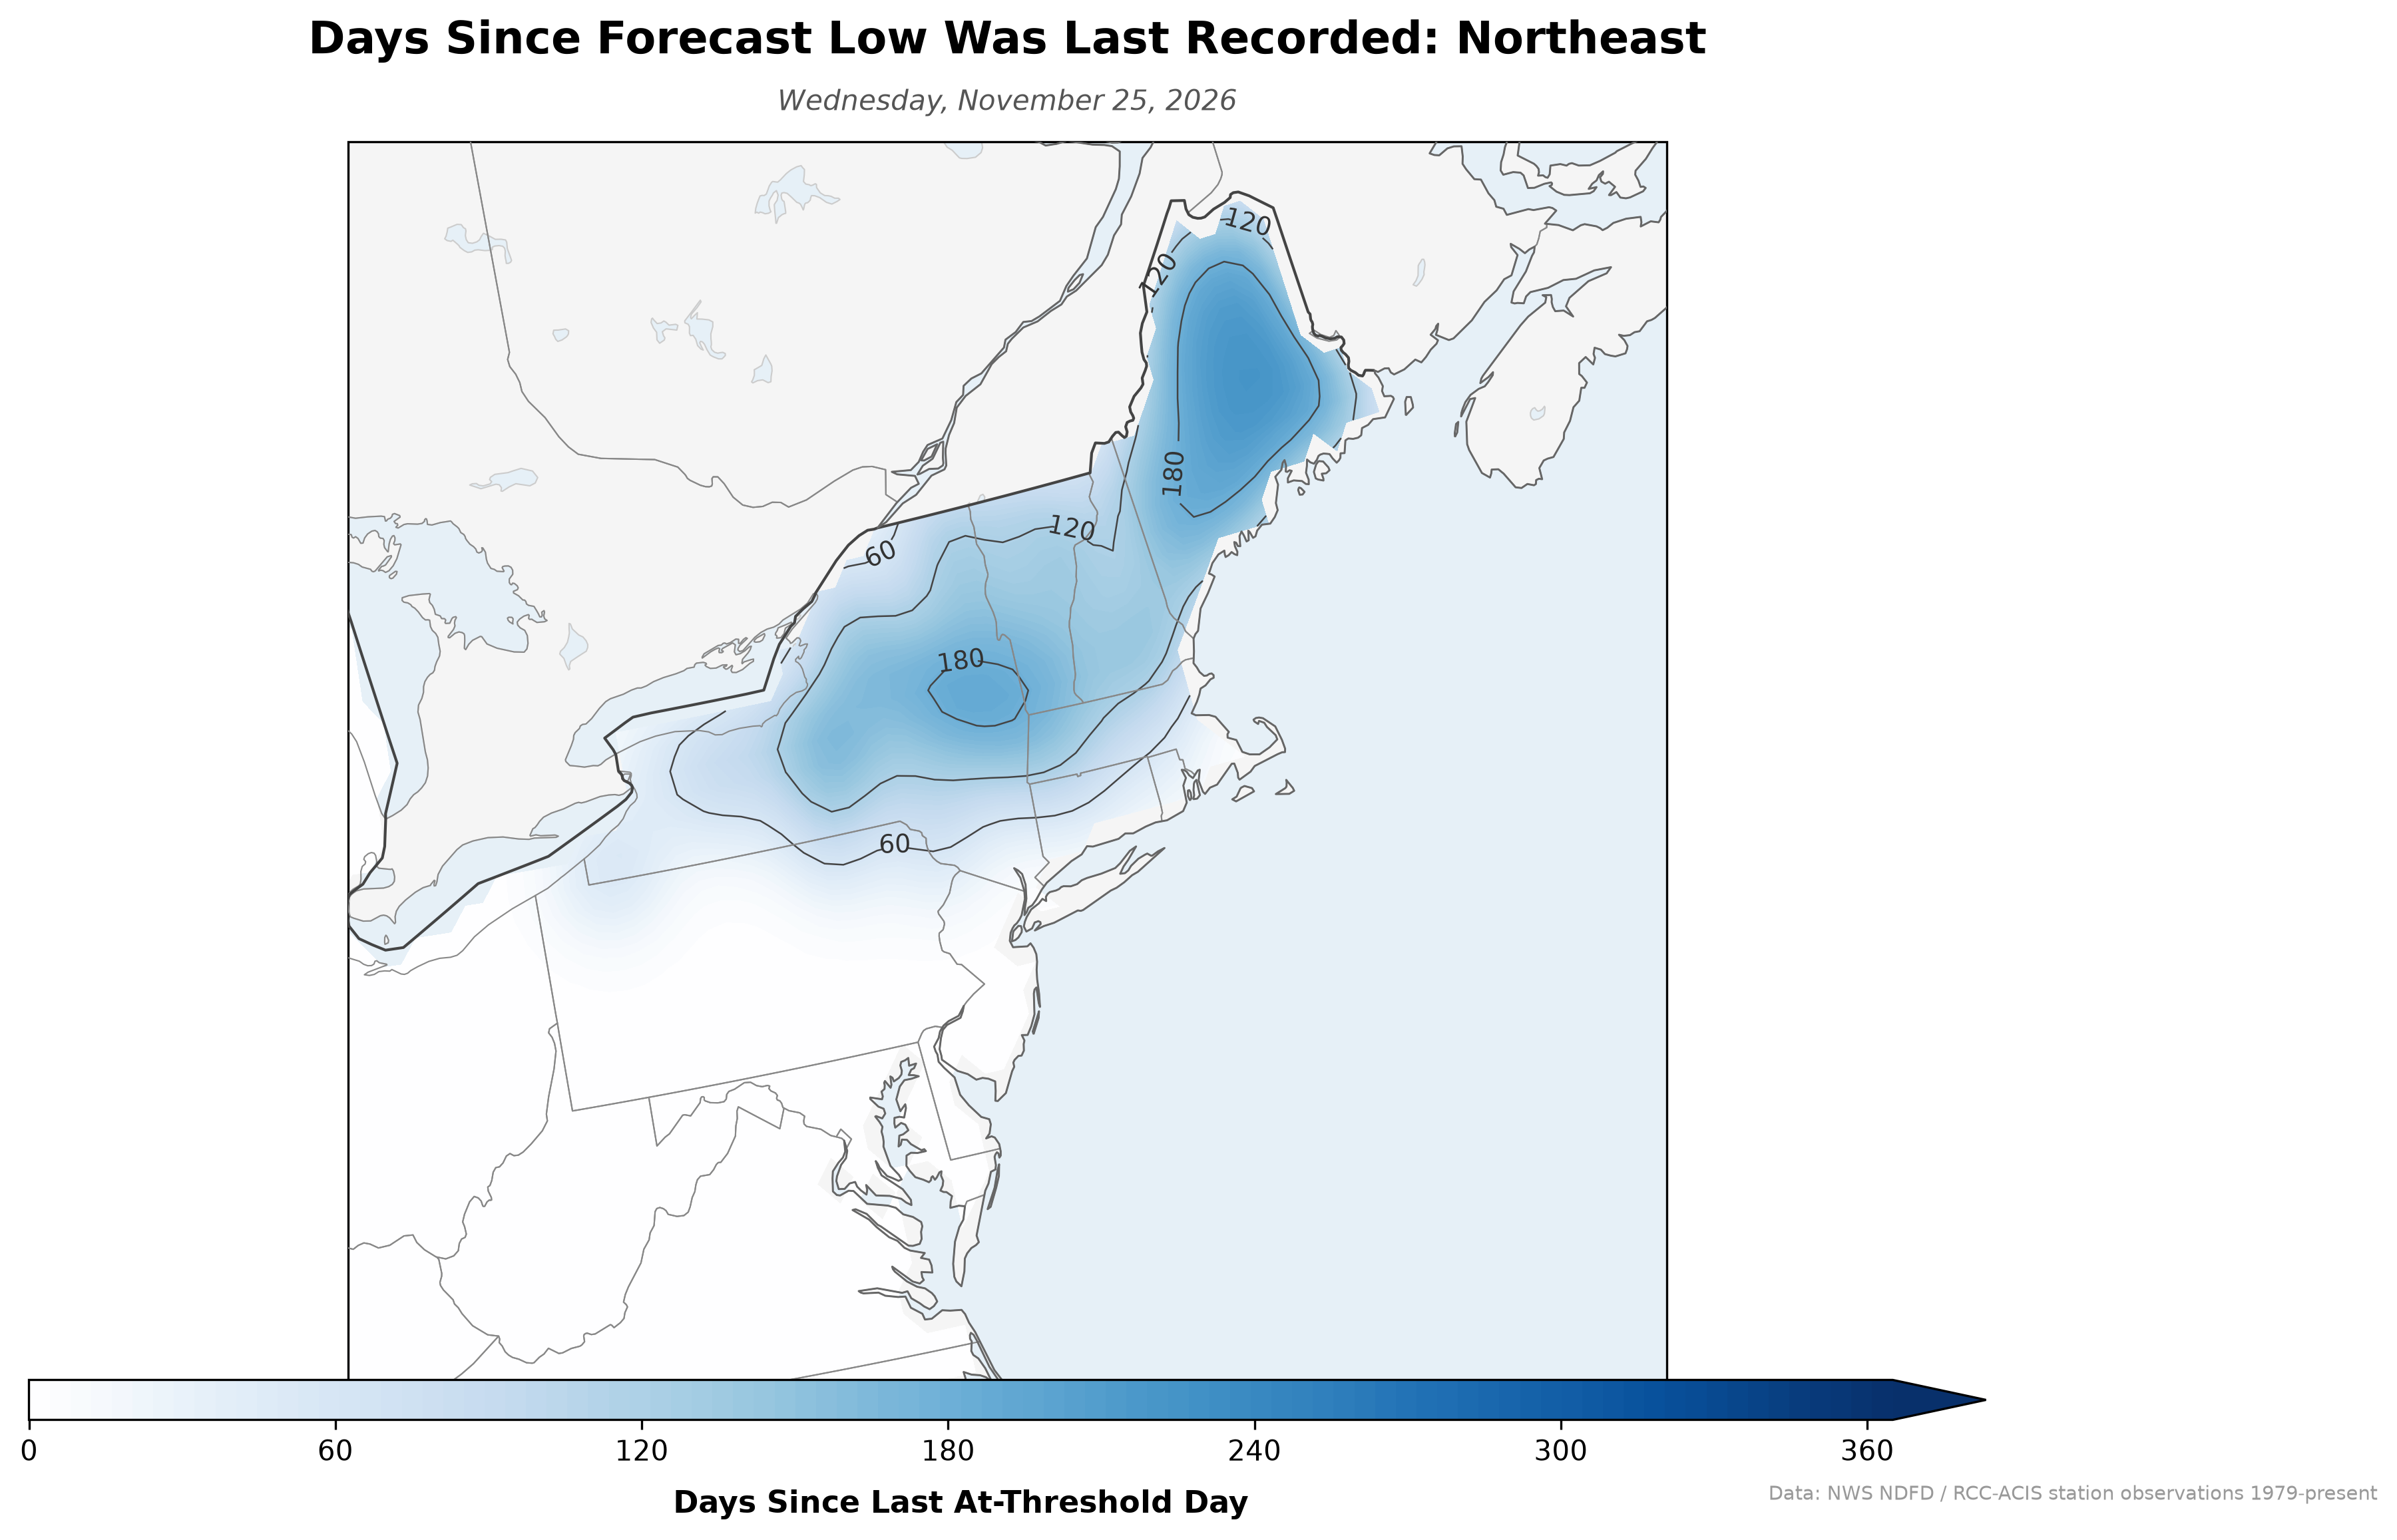 Days Since Forecast Low Was Last Recorded: Northeast
Wednesday, November 25, 2026
120
120
180
120
60
180
60
0 60 120 180 240 300 360
Days Since Last At-Threshold Day
Data: NWS NDFD / RCC-ACIS station observations 1979-present